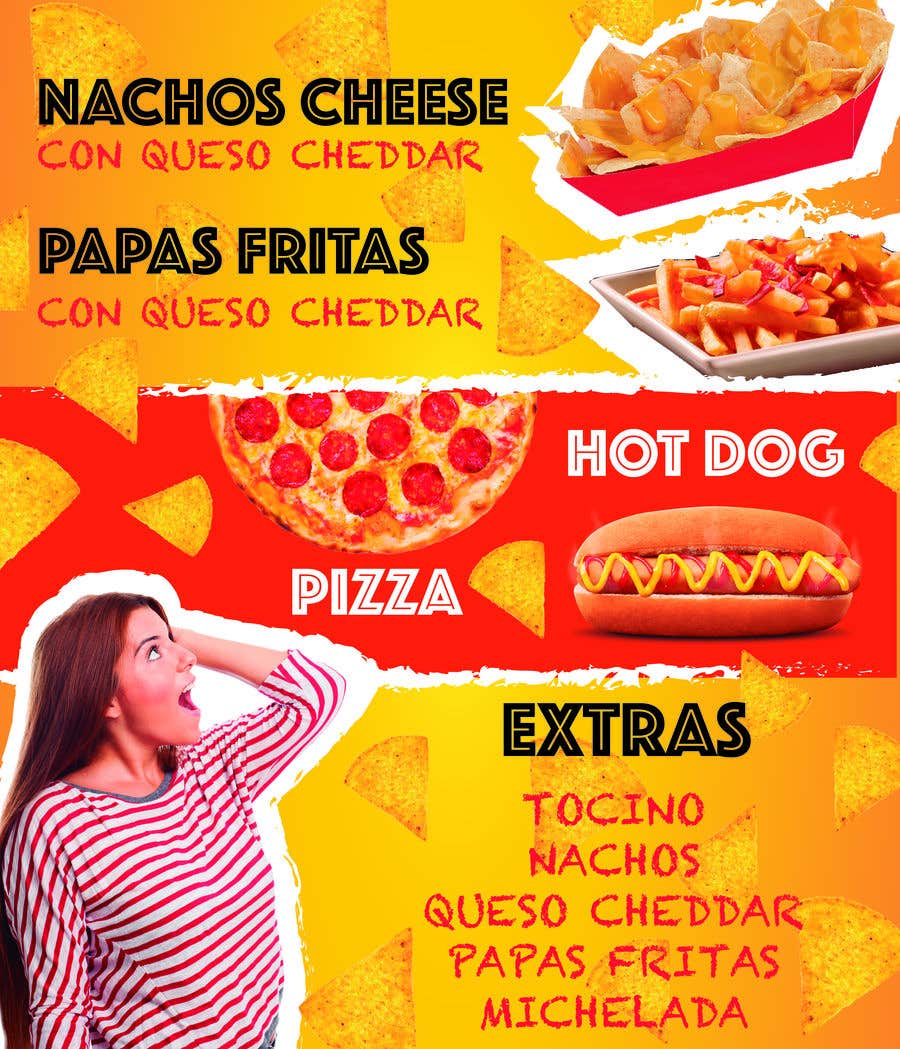 NACHOS CHEESE
CON QUESO CHEDDAR
PAPAS FRITAS
CON QUESO CHEDDAR
HOT DOG
PIZZA
EXTRAS
TOCINO
NACHOS
QUESO CHEDDAR
PAPAS FRITAS
MICHELADA